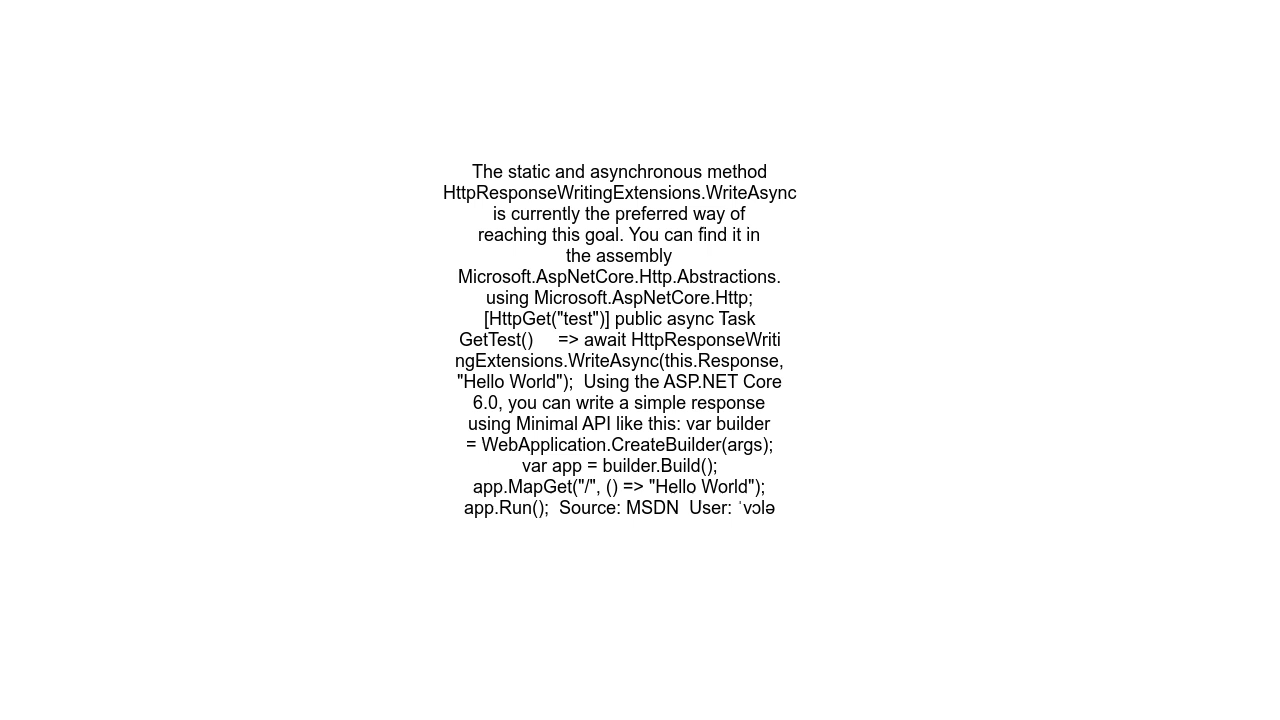 The static and asynchronous method
HttpResponseWritingExtensions.WriteAsync
is currently the preferred way of
reaching this goal. You can find it in
the assembly
Microsoft.AspNetCore.Http.Abstractions.
using Microsoft.AspNetCore.Http;
[HttpGet("test")] public async Task
GetTest()     => await HttpResponseWriti
ngExtensions.WriteAsync(this.Response,
"Hello World");  Using the ASP.NET Core
6.0, you can write a simple response
using Minimal API like this: var builder
= WebApplication.CreateBuilder(args);
var app = builder.Build();
app.MapGet("/", () => "Hello World");
app.Run();  Source: MSDN  User: ˈvɔlə